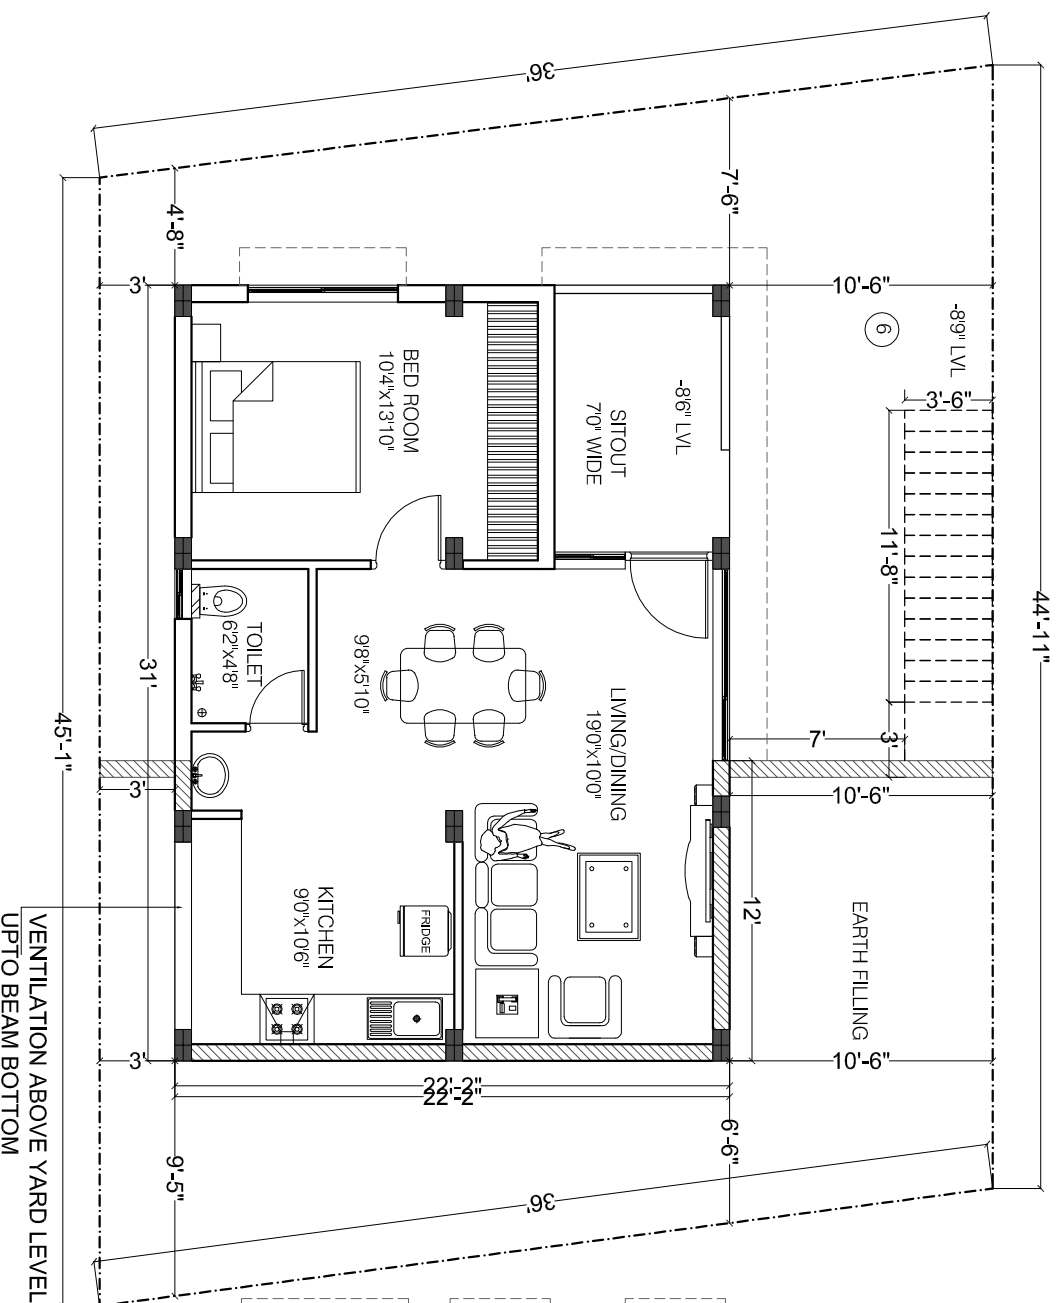 36'
44'-11"
7'-6"
4'-8"
3'
10'-6"
-8'9" LVL
6
3'-6"
-8'6" LVL
SITOUT
7'0" WIDE
BED ROOM
10'4"x13'10"
11'-8"
TOILET
6'2"x4'8"
9'8"x5'10"
LIVING/DINING
19'0"x10'0"
31'
45'-1"
7'
3'
3'
10'-6"
12'
EARTH FILLING
KITCHEN
9'0"x10'6"
FRIDGE
3'
10'-6"
22'-2"
22'-2"
6'-6"
9'-5"
36'
VENTILATION ABOVE YARD LEVEL
UPTO BEAM BOTTOM